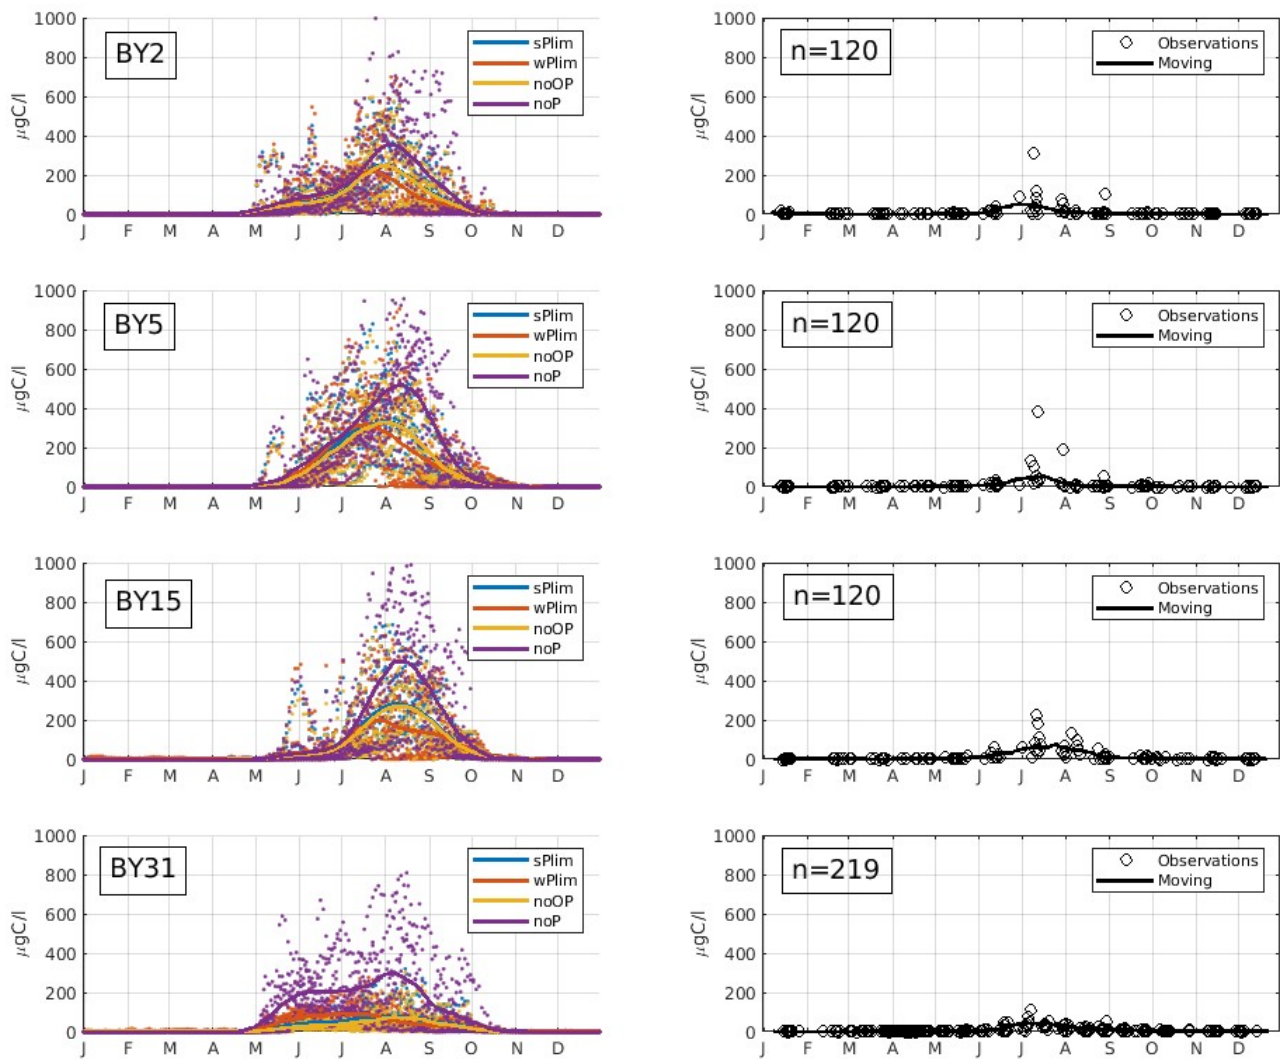 1000
800
600
400
200
0
µgC/l
BY2
sPlim
wPlim
noOP
noP
J F M A M J J A S O N D
1000
800
600
400
200
0
µgC/l
n=120
Observations
Moving
J F M A M J J A S O N D
1000
800
600
400
200
0
µgC/l
BY5
sPlim
wPlim
noOP
noP
J F M A M J J A S O N D
1000
800
600
400
200
0
µgC/l
n=120
Observations
Moving
J F M A M J J A S O N D
1000
800
600
400
200
0
µgC/l
BY15
sPlim
wPlim
noOP
noP
J F M A M J J A S O N D
1000
800
600
400
200
0
µgC/l
n=120
Observations
Moving
J F M A M J J A S O N D
1000
800
600
400
200
0
µgC/l
BY31
sPlim
wPlim
noOP
noP
J F M A M J J A S O N D
1000
800
600
400
200
0
µgC/l
n=219
Observations
Moving
J F M A M J J A S O N D